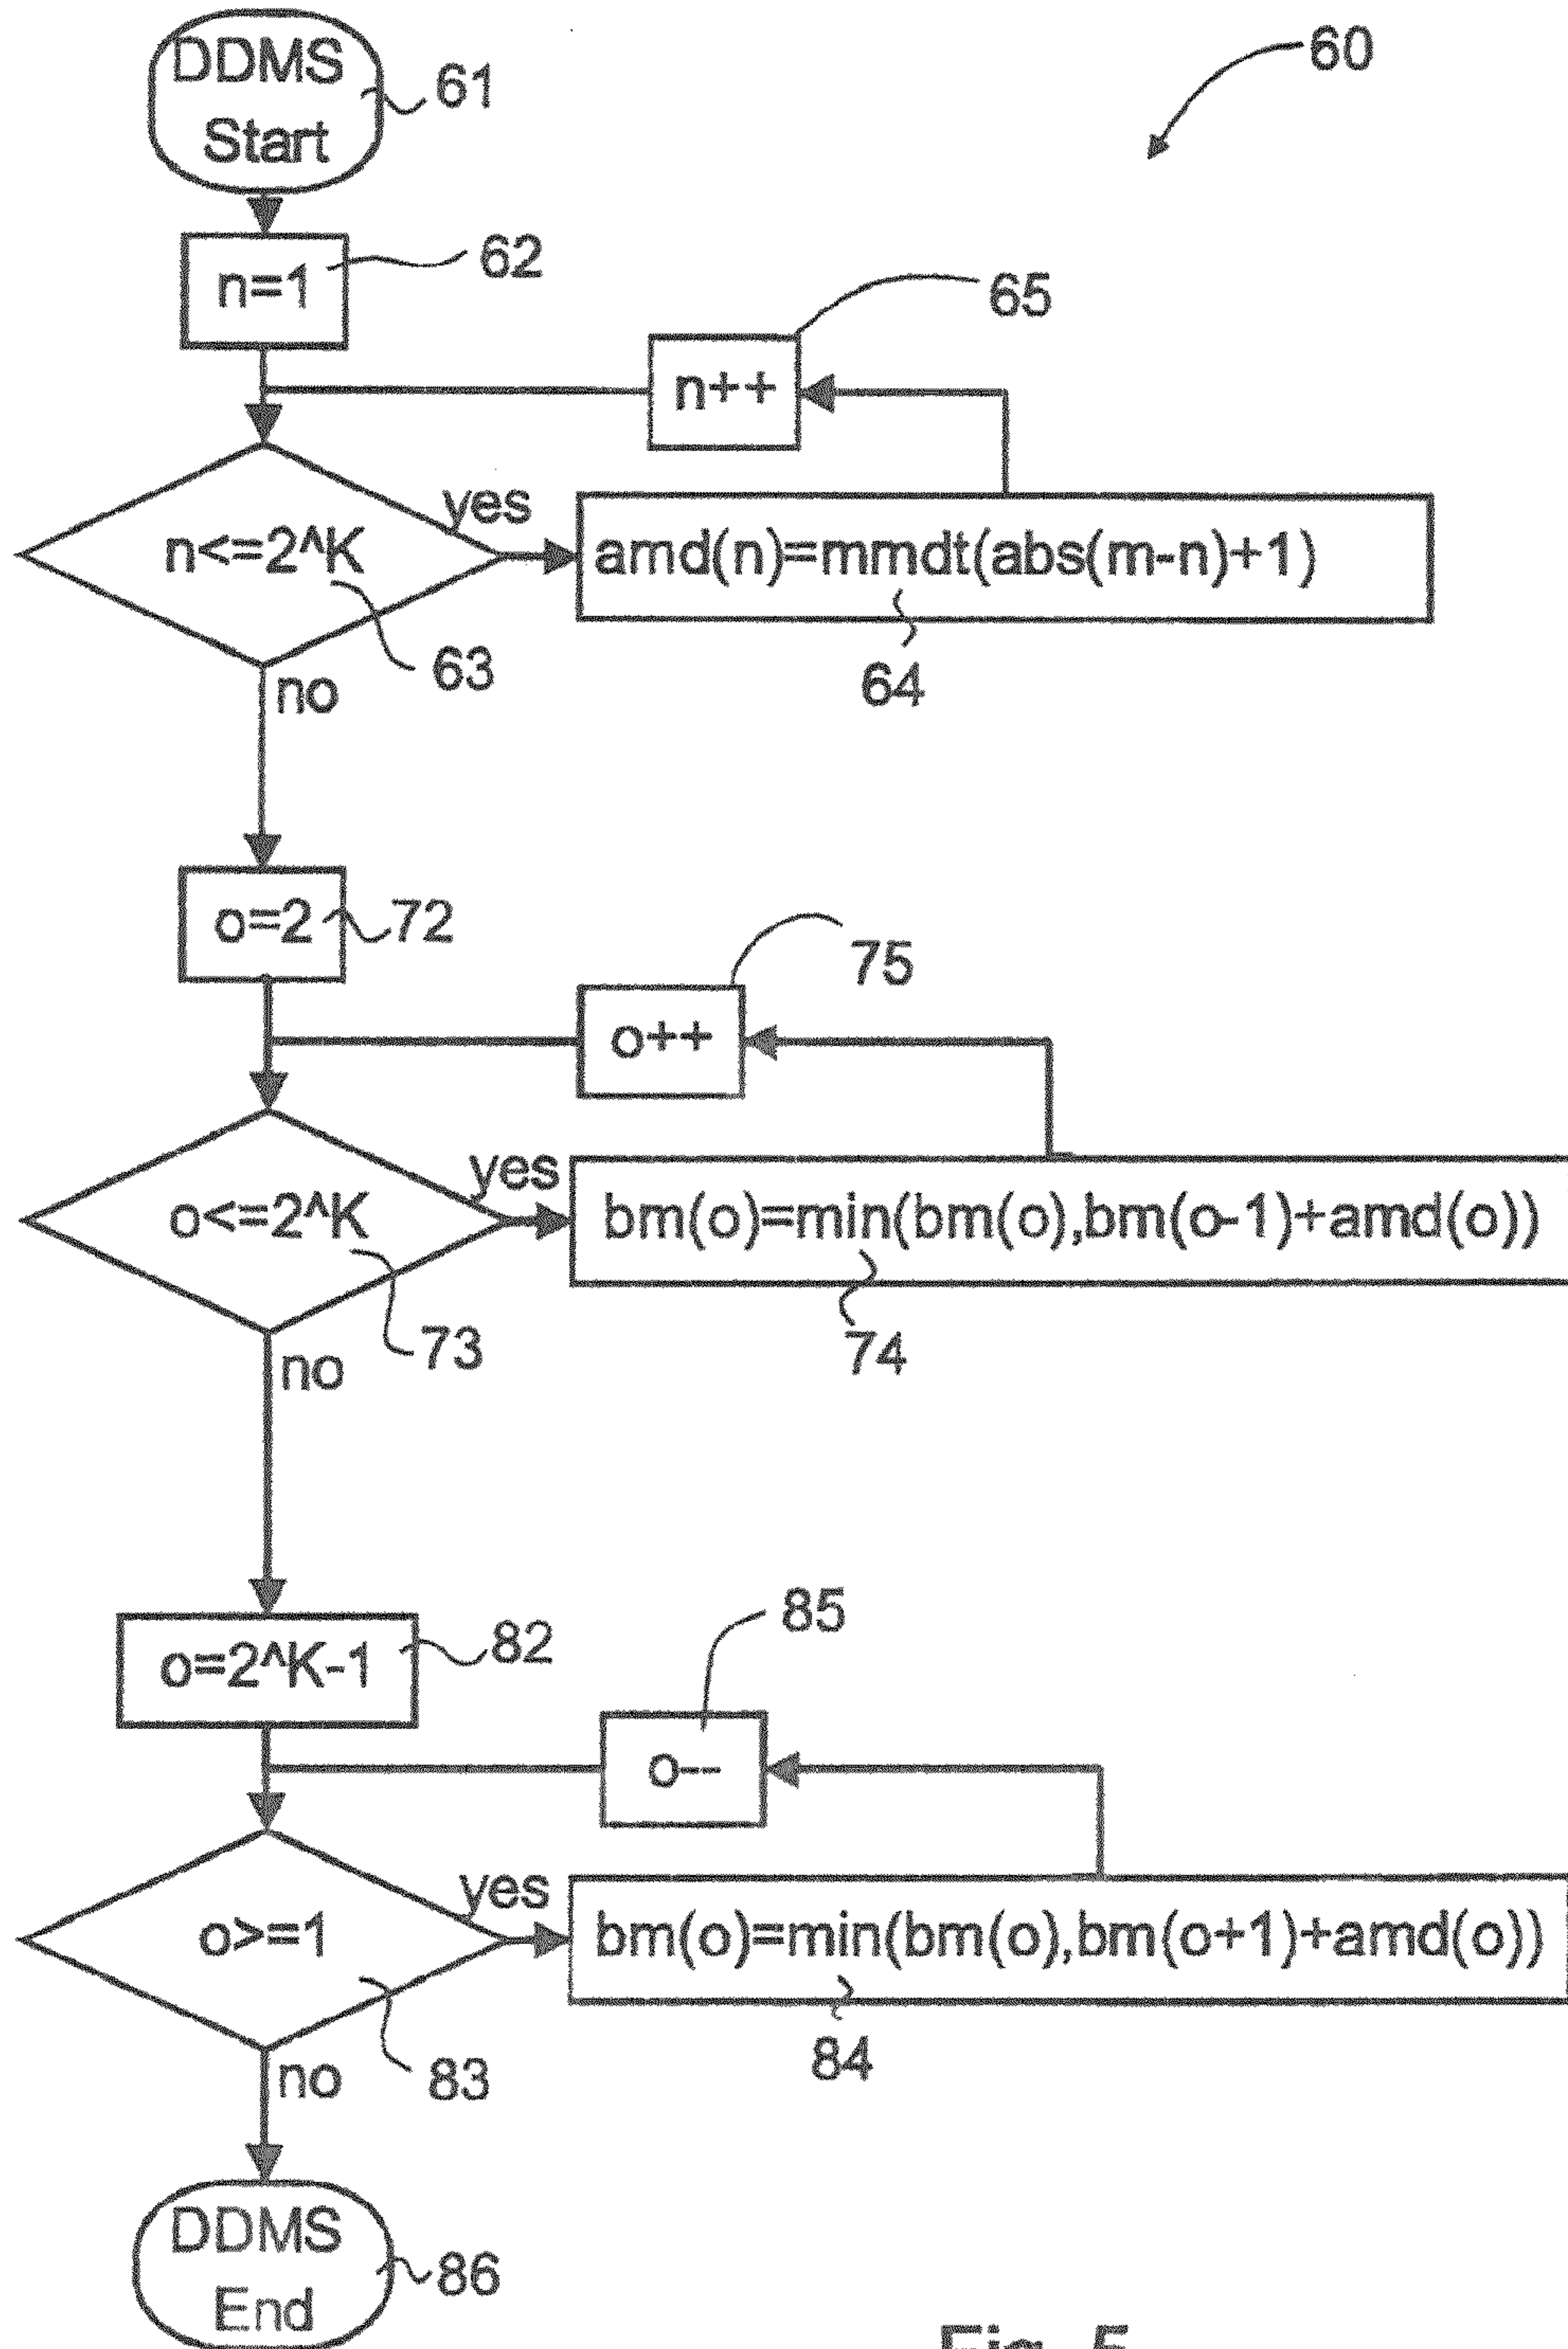 DDMS
Start
61
60
n=1
62
65
n++
yes
n<=2^K
amd(n)=mmdt(abs(m-n)+1)
63
64
no
o=2
72
75
o++
yes
o<=2^K
bm(o)=min(bm(o),bm(o-1)+amd(o))
73
74
no
o=2^K-1
82
85
o--
yes
o>=1
bm(o)=min(bm(o),bm(o+1)+amd(o))
83
84
no
DDMS
End
86
Fig. 5